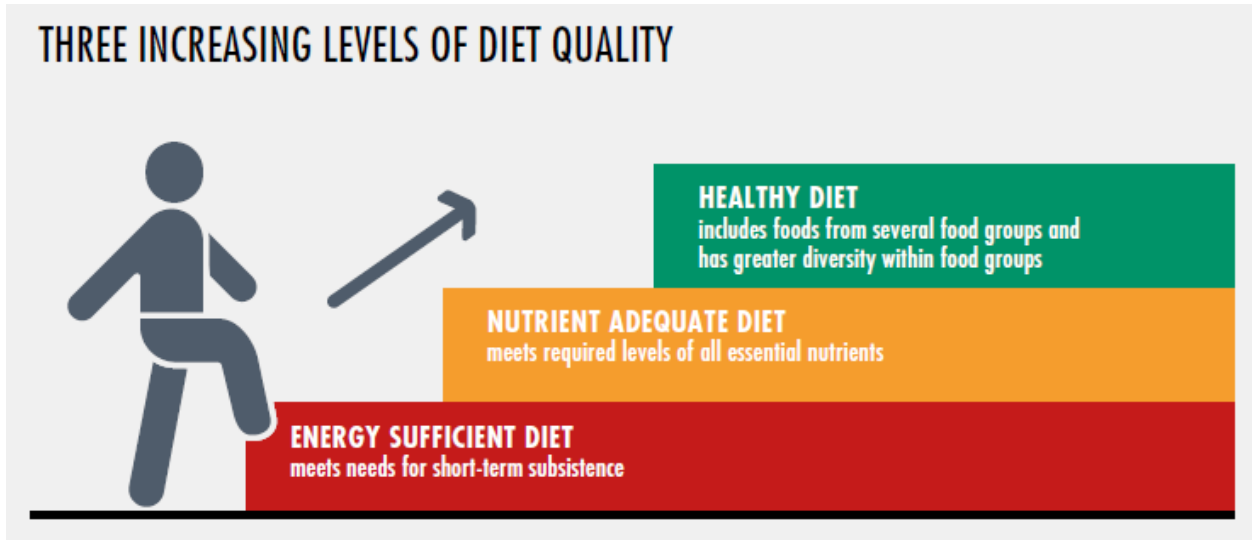 THREE INCREASING LEVELS OF DIET QUALITY
HEALTHY DIET
includes foods from several food groups and
has greater diversity within food groups
NUTRIENT ADEQUATE DIET
meets required levels of all essential nutrients
ENERGY SUFFICIENT DIET
meets needs for short-term subsistence